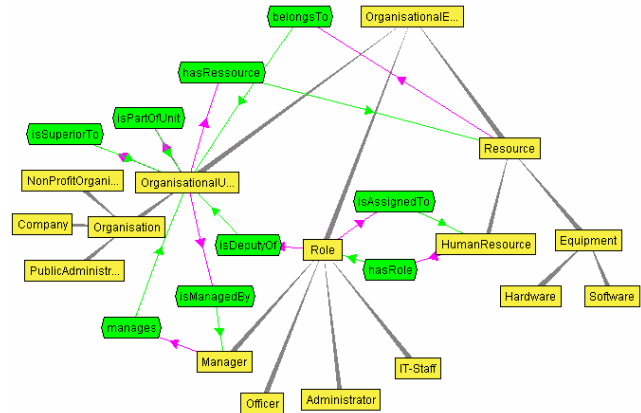 belongsTo
OrganisationalE...
hasRessource
isPartOfUnit
isSuperiorTo
Resource
NonProfitOrgani...
OrganisationalU...
isAssignedTo
Company
Organisation
isDeputyOf
Role
HumanResource
Equipment
PublicAdministr...
hasRole
isManagedBy
Hardware
Software
manages
Manager
IT-Staff
Officer
Administrator